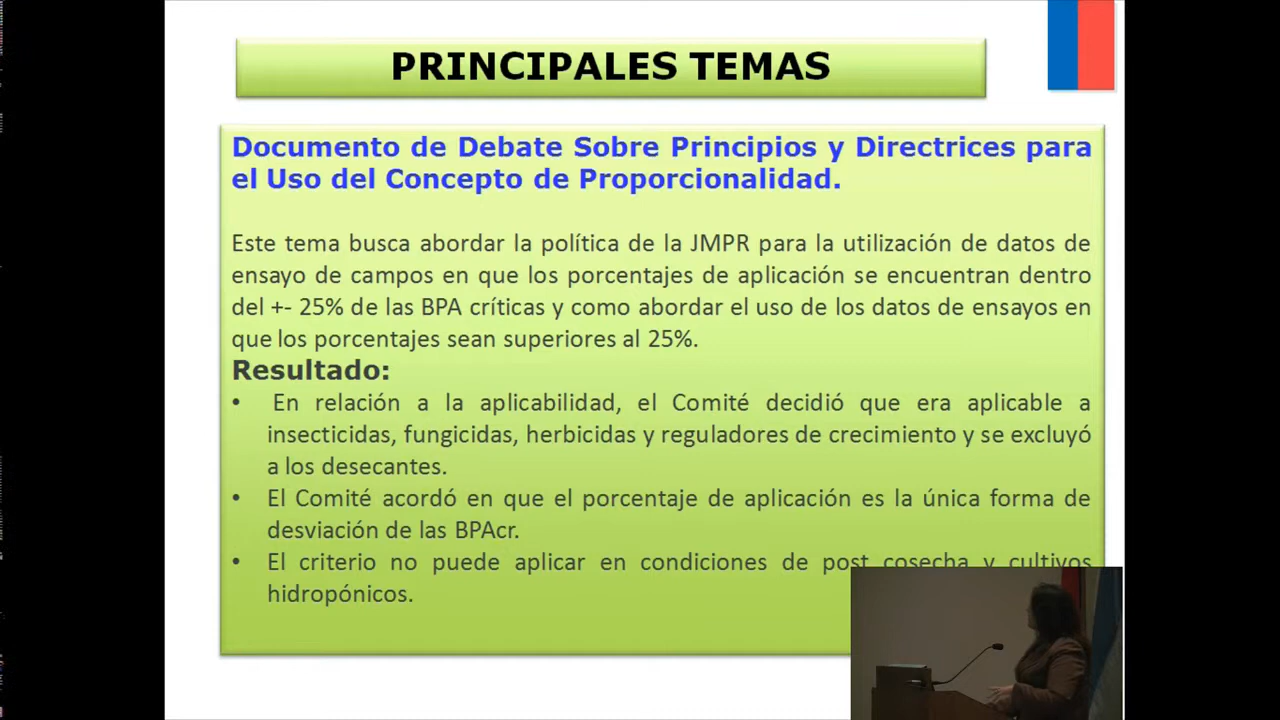 PRINCIPALES TEMAS
Documento de Debate Sobre Principios y Directrices para
el Uso del Concepto de Proporcionalidad.
Este tema busca abordar la política de la JMPR para la utilización de datos de
ensayo de campos en que los porcentajes de aplicación se encuentran dentro
del +- 25% de las BPA críticas y como abordar el uso de los datos de ensayos en
que los porcentajes sean superiores al 25%.
Resultado:
• En relación a la aplicabilidad, el Comité decidió que era aplicable a
insecticidas, fungicidas, herbicidas y reguladores de crecimiento y se excluyó
a los desecantes.
• El Comité acordó en que el porcentaje de aplicación es la única forma de
desviación de las BPAcr.
• El criterio no puede aplicar en condiciones de post cosecha y cultivos
hidropónicos.